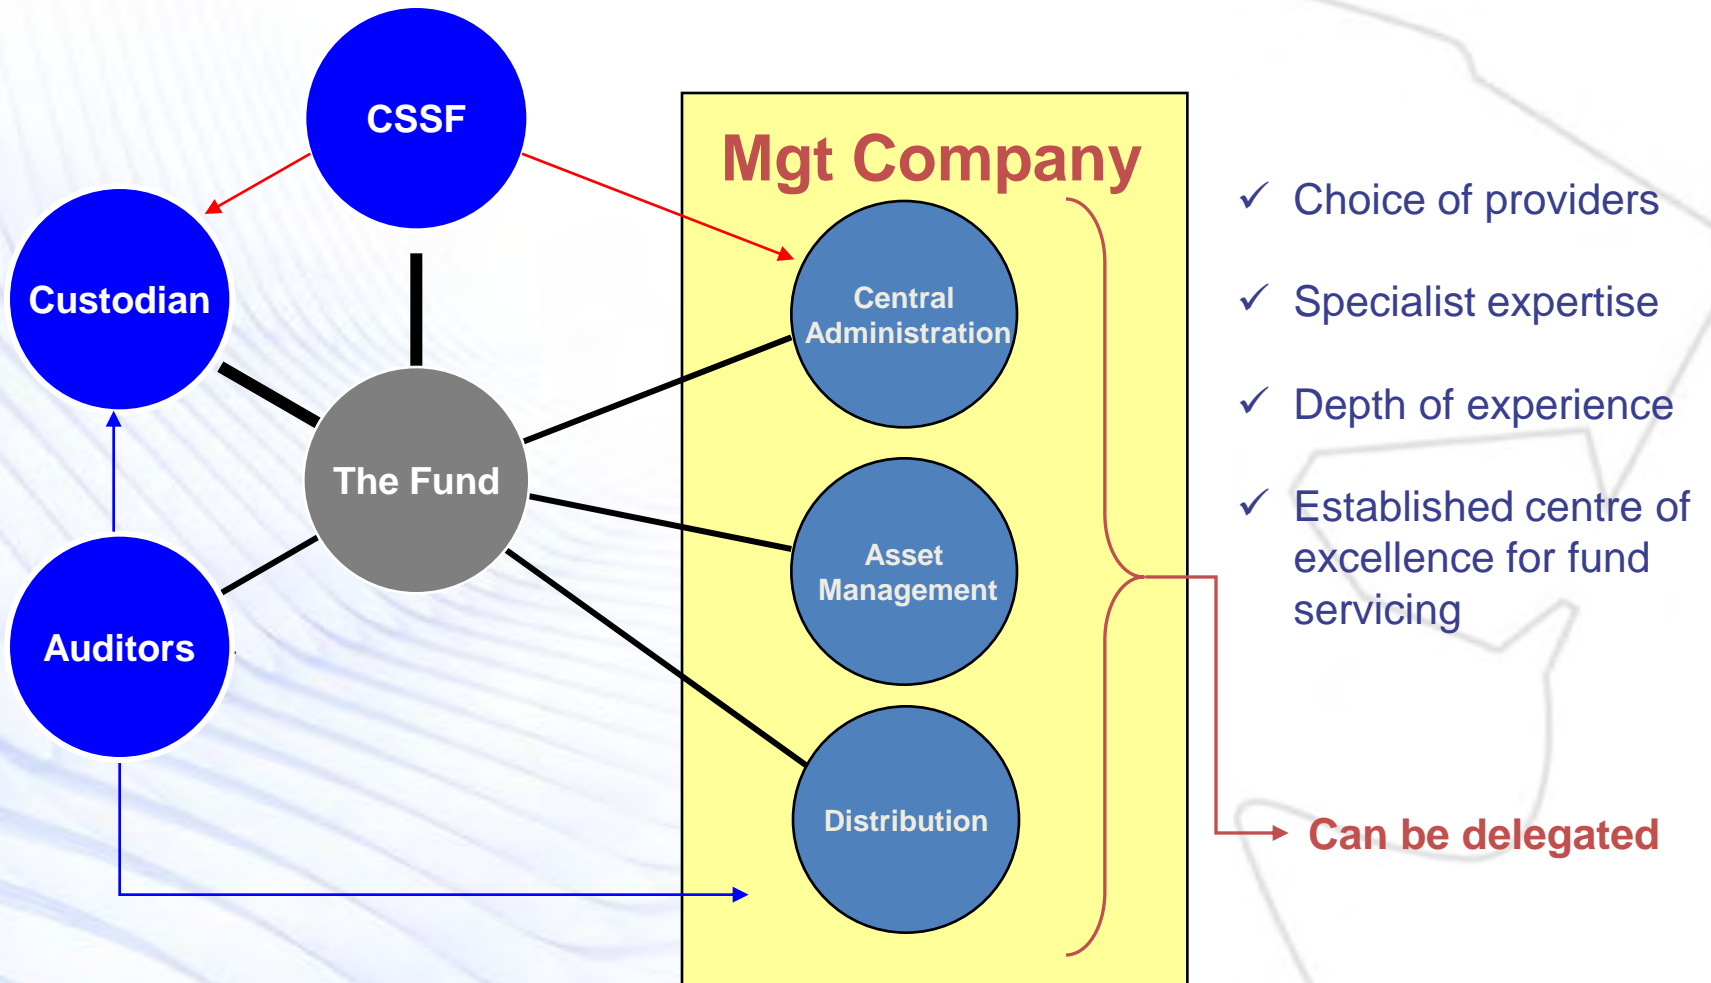 CSSF
Custodian
The Fund
Auditors
Mgt Company
Central
Administration
Asset
Management
Distribution
✓ Choice of providers
✓ Specialist expertise
✓ Depth of experience
✓ Established centre of
excellence for fund
servicing
Can be delegated